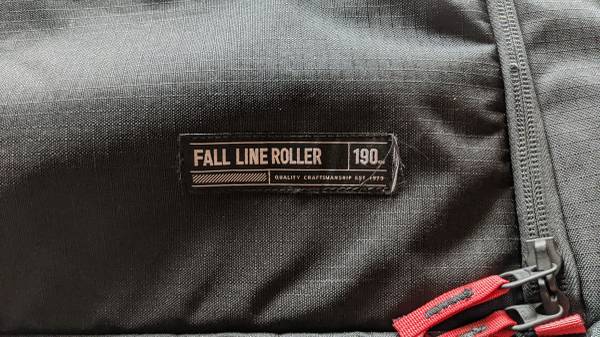 FALL LINE ROLLER 190
QUALITY CRAFTSMANSHIP EST 1979